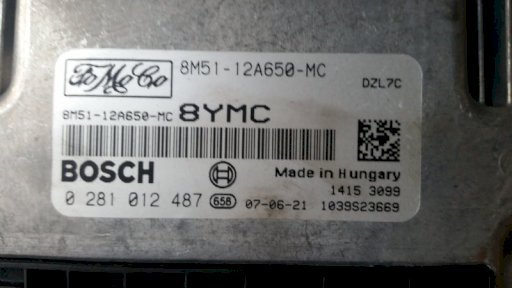 FoMoCo 8M51-12A650-MC
DZL7C
8M51-12A650-MC 8YMC
BOSCH Made in Hungary
1415 3099
0 281 012 487 658 07-06-21 1039S23669